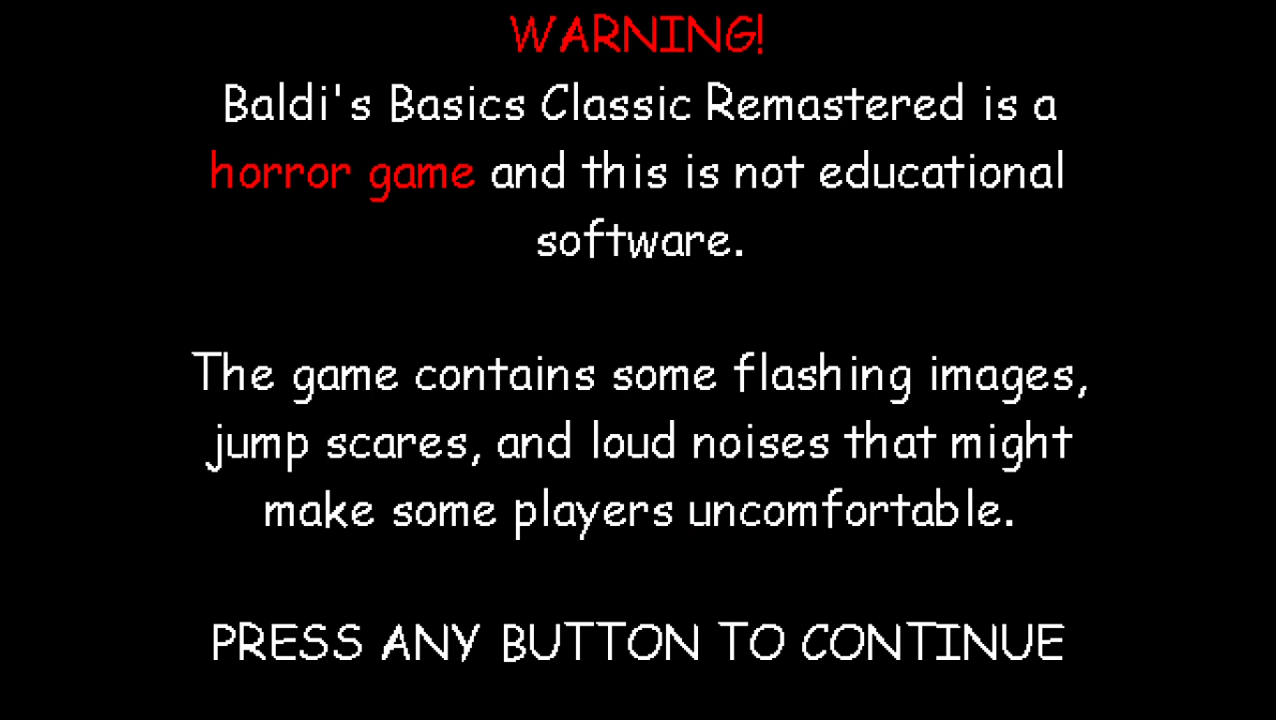 WARNING!
Baldi's Basics Classic Remastered is a
horror game and this is not educational
software.
The game contains some flashing images,
jump scares, and loud noises that might
make some players uncomfortable.
PRESS ANY BUTTON TO CONTINUE